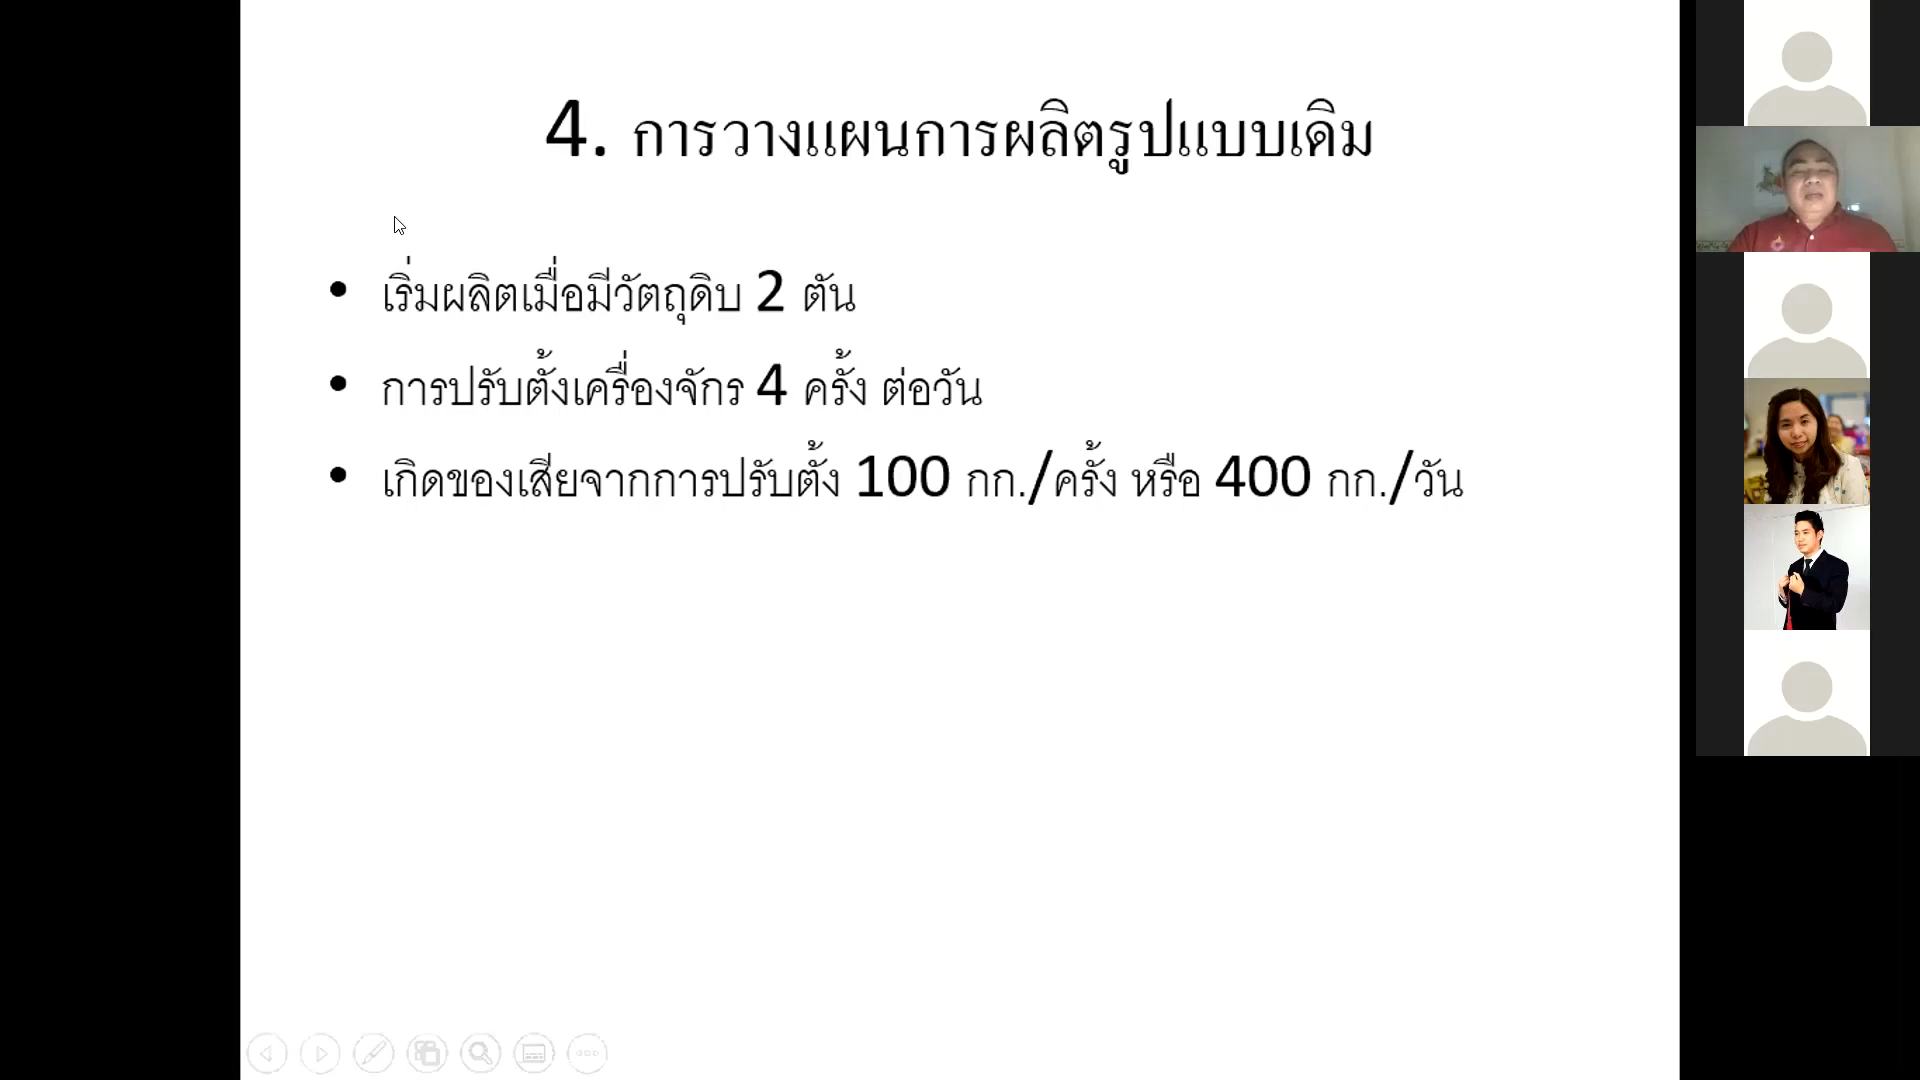 4. การวางแผนการผลิตรูปแบบเดิม
• เริ่มผลิตเมื่อมีวัตถุดิบ 2 ตัน
• การปรับตั้งเครื่องจักร 4 ครั้ง ต่อวัน
• เกิดของเสียจากการปรับตั้ง 100 กก./ครั้ง หรือ 400 กก./วัน